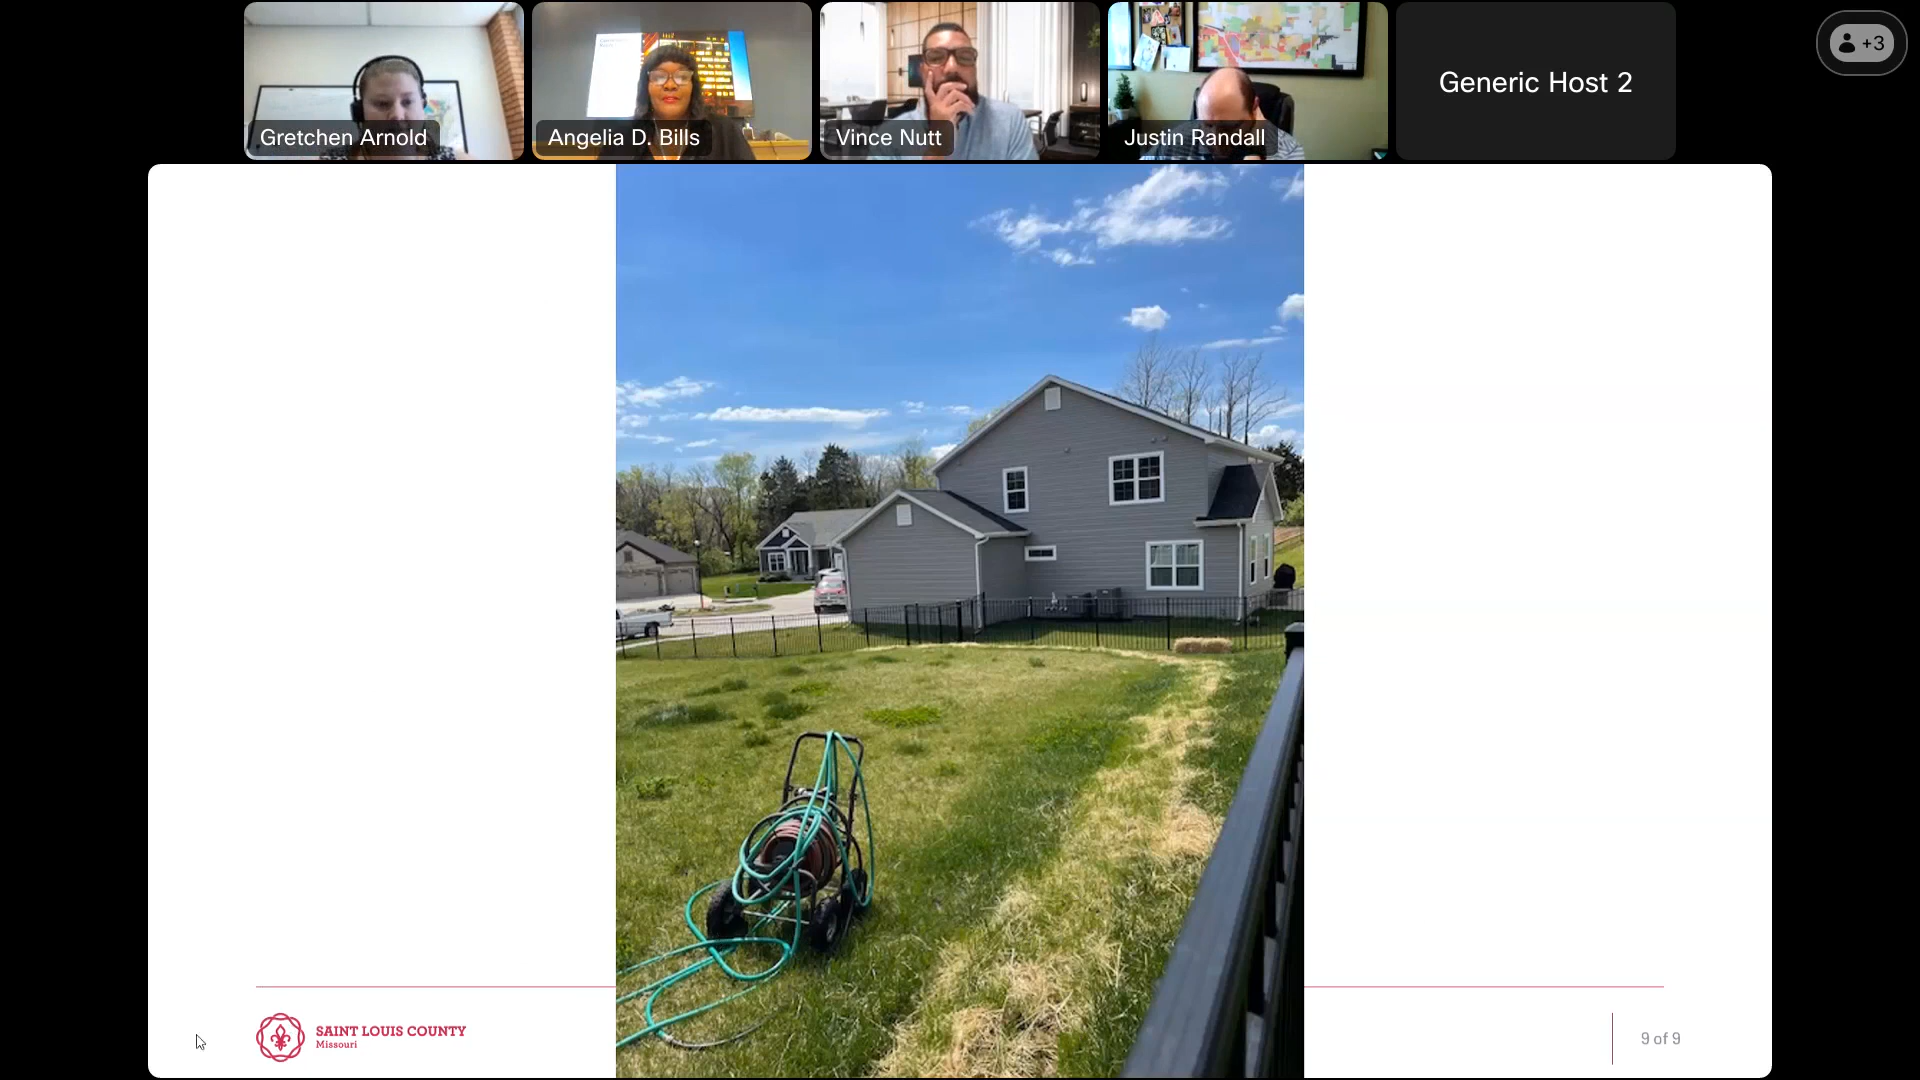 Gretchen Arnold
Angelia D. Bills
Vince Nutt
Justin Randall
Generic Host 2
+3
SAINT LOUIS COUNTY
Missouri
9 of 9